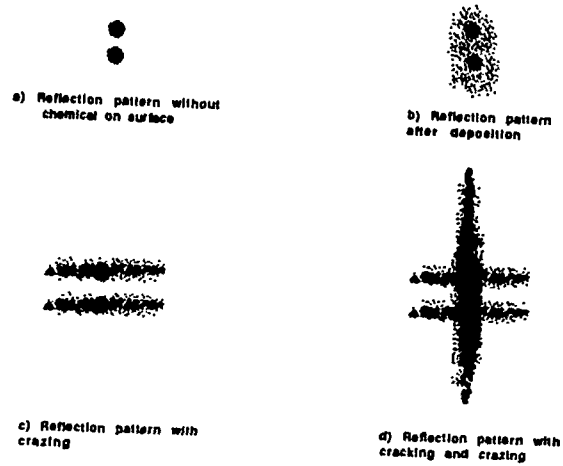 a) Reflection pattern without
chemical on surface
b) Reflection pattern
after deposition
c) Reflection pattern with
crazing
d) Reflection pattern with
cracking and crazing